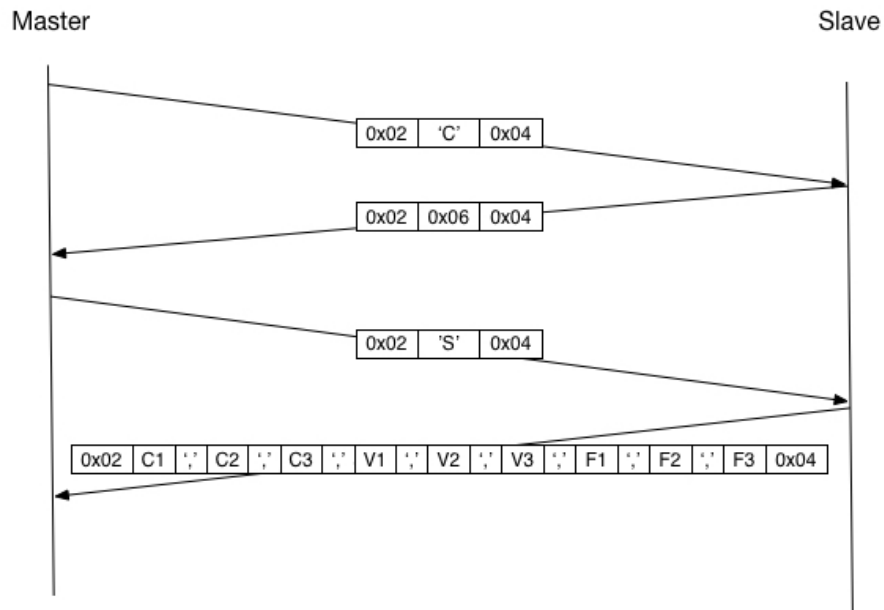 Master Slave
0x02 ‘C’ 0x04
0x02 0x06 0x04
0x02 ’S’ 0x04
0x02 C1 ‘,’ C2 ‘,’ C3 ‘,’ V1 ‘,’ V2 ‘,’ V3 ‘,’ F1 ‘,’ F2 ‘,’ F3 0x04